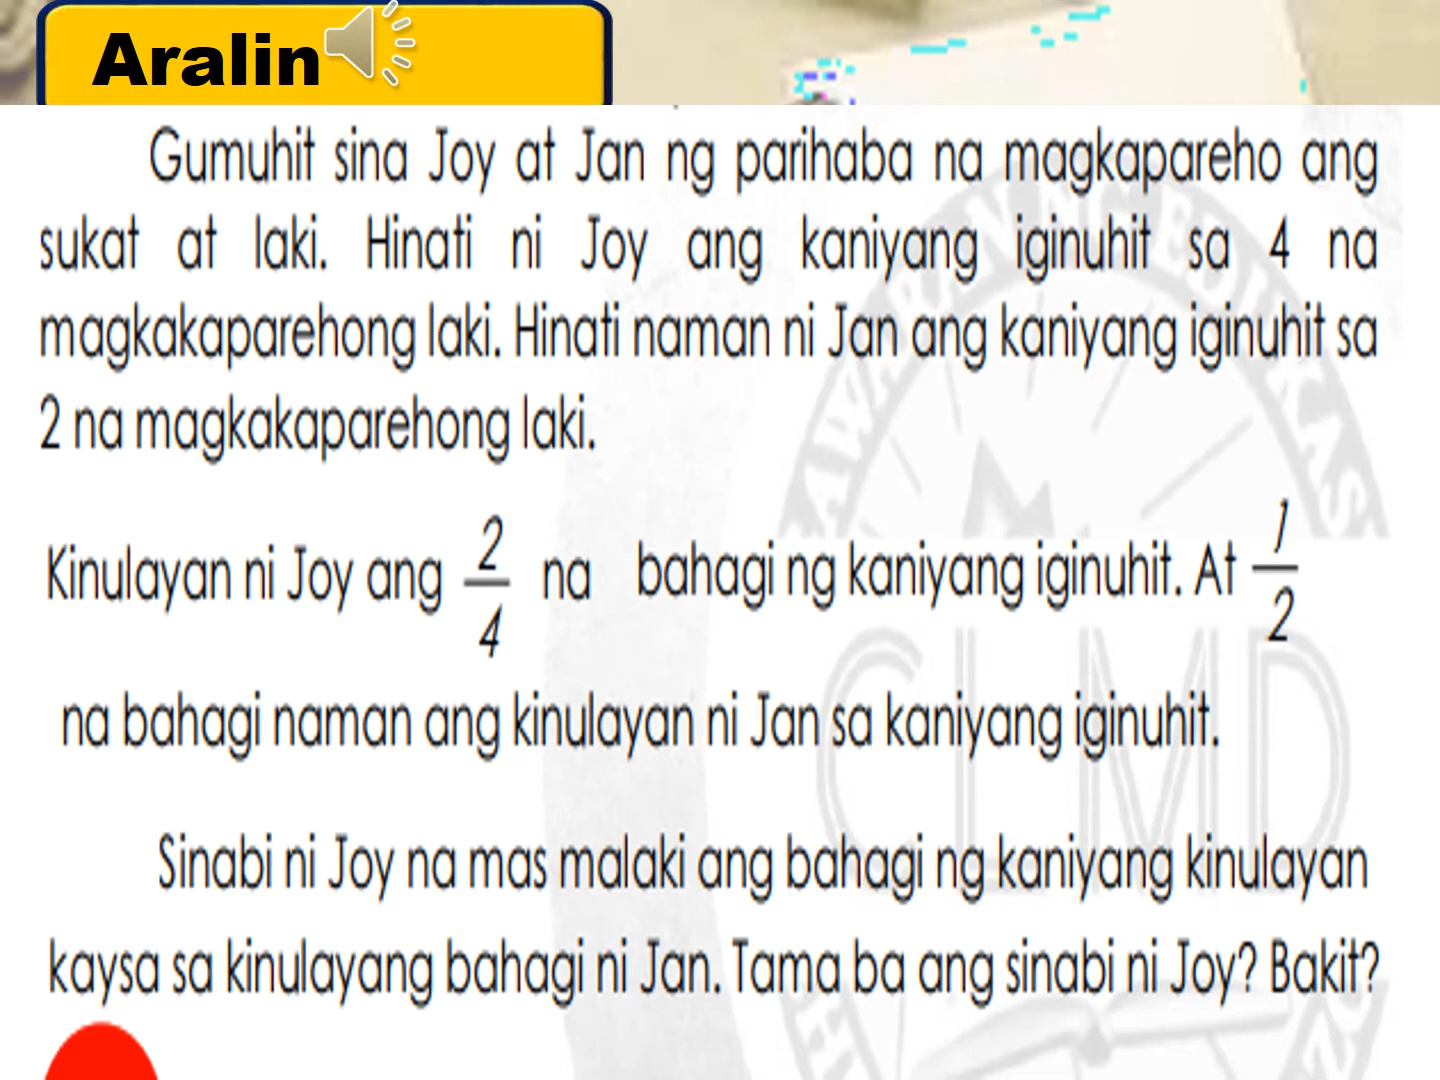 Aralin
Gumuhit sina Joy at Jan ng parihaba na magkapareho ang
sukat at laki. Hinati ni Joy ang kaniyang iginuhit sa 4 na
magkakaparehong laki. Hinati naman ni Jan ang kaniyang iginuhit sa
2 na magkakaparehong laki.
Kinulayan ni Joy ang 2/4 na bahagi ng kaniyang iginuhit. At 1/2
na bahagi naman ang kinulayan ni Jan sa kaniyang iginuhit.
Sinabi ni Joy na mas malaki ang bahagi ng kaniyang kinulayan
kaysa sa kinulayang bahagi ni Jan. Tama ba ang sinabi ni Joy? Bakit?
CLMD